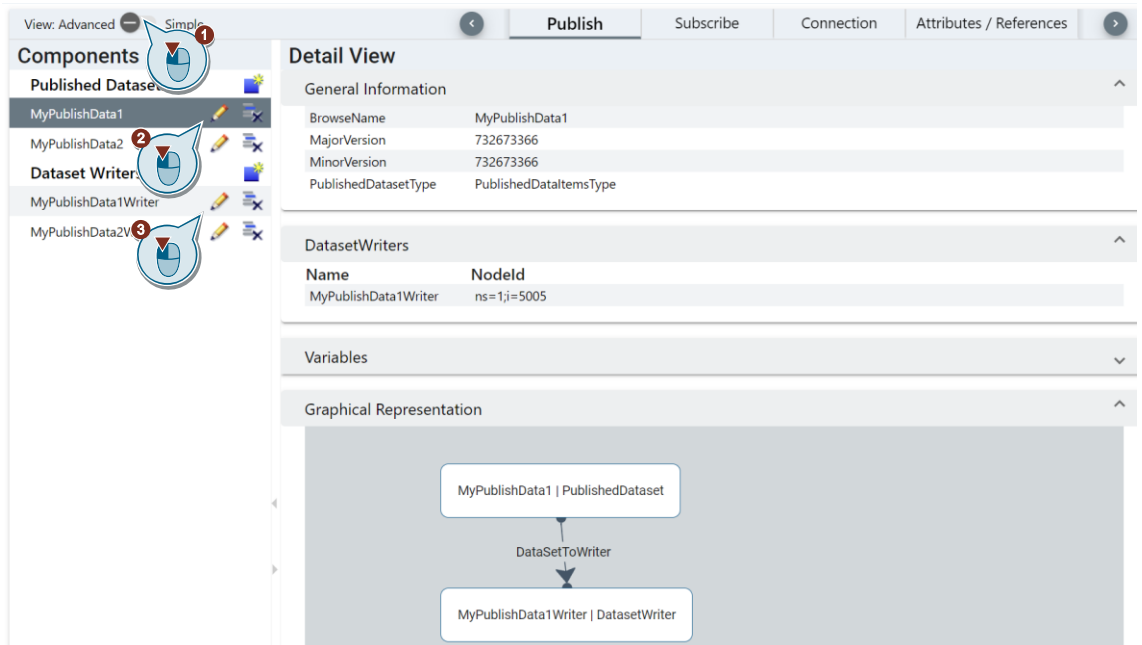 View: Advanced Simple
1
Publish Subscribe Connection Attributes / References
Components
Published Dataset
MyPublishData1
2
MyPublishData2
Dataset Writers
MyPublishData1Writer
3
MyPublishData2W
Detail View
General Information
BrowseName MyPublishData1
MajorVersion 732673366
MinorVersion 732673366
PublishedDatasetType PublishedDataItemsType
DatasetWriters
Name NodeId
MyPublishData1Writer ns=1;i=5005
Variables
Graphical Representation
MyPublishData1 | PublishedDataset
DataSetToWriter
MyPublishData1Writer | DatasetWriter